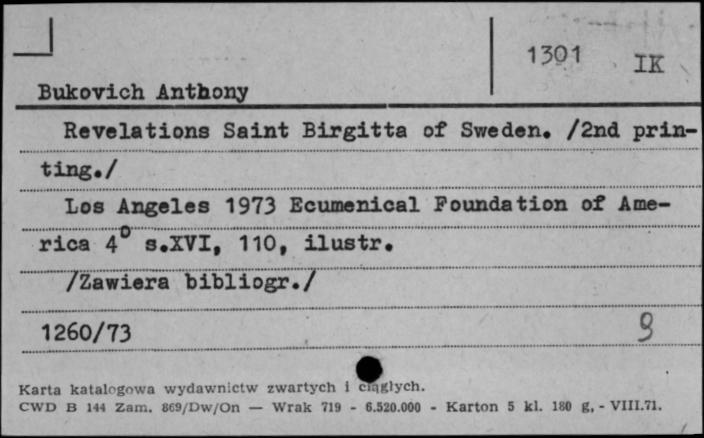 1301 IK
Bukovich Anthony
Revelations Saint Birgitta of Sweden. /2nd prin-
ting./
Los Angeles 1973 Ecumenical Foundation of Ame-
rica 4° s.XVI, 110, ilustr.
/Zawiera bibliogr./
1260/73 9
Karta katalogowa wydawnictw zwartych i ciągłych.
CWD B 144 Zam. 869/Dw/On — Wrak 719 - 6.520.000 - Karton 5 kl. 180 g, - VIII.71.